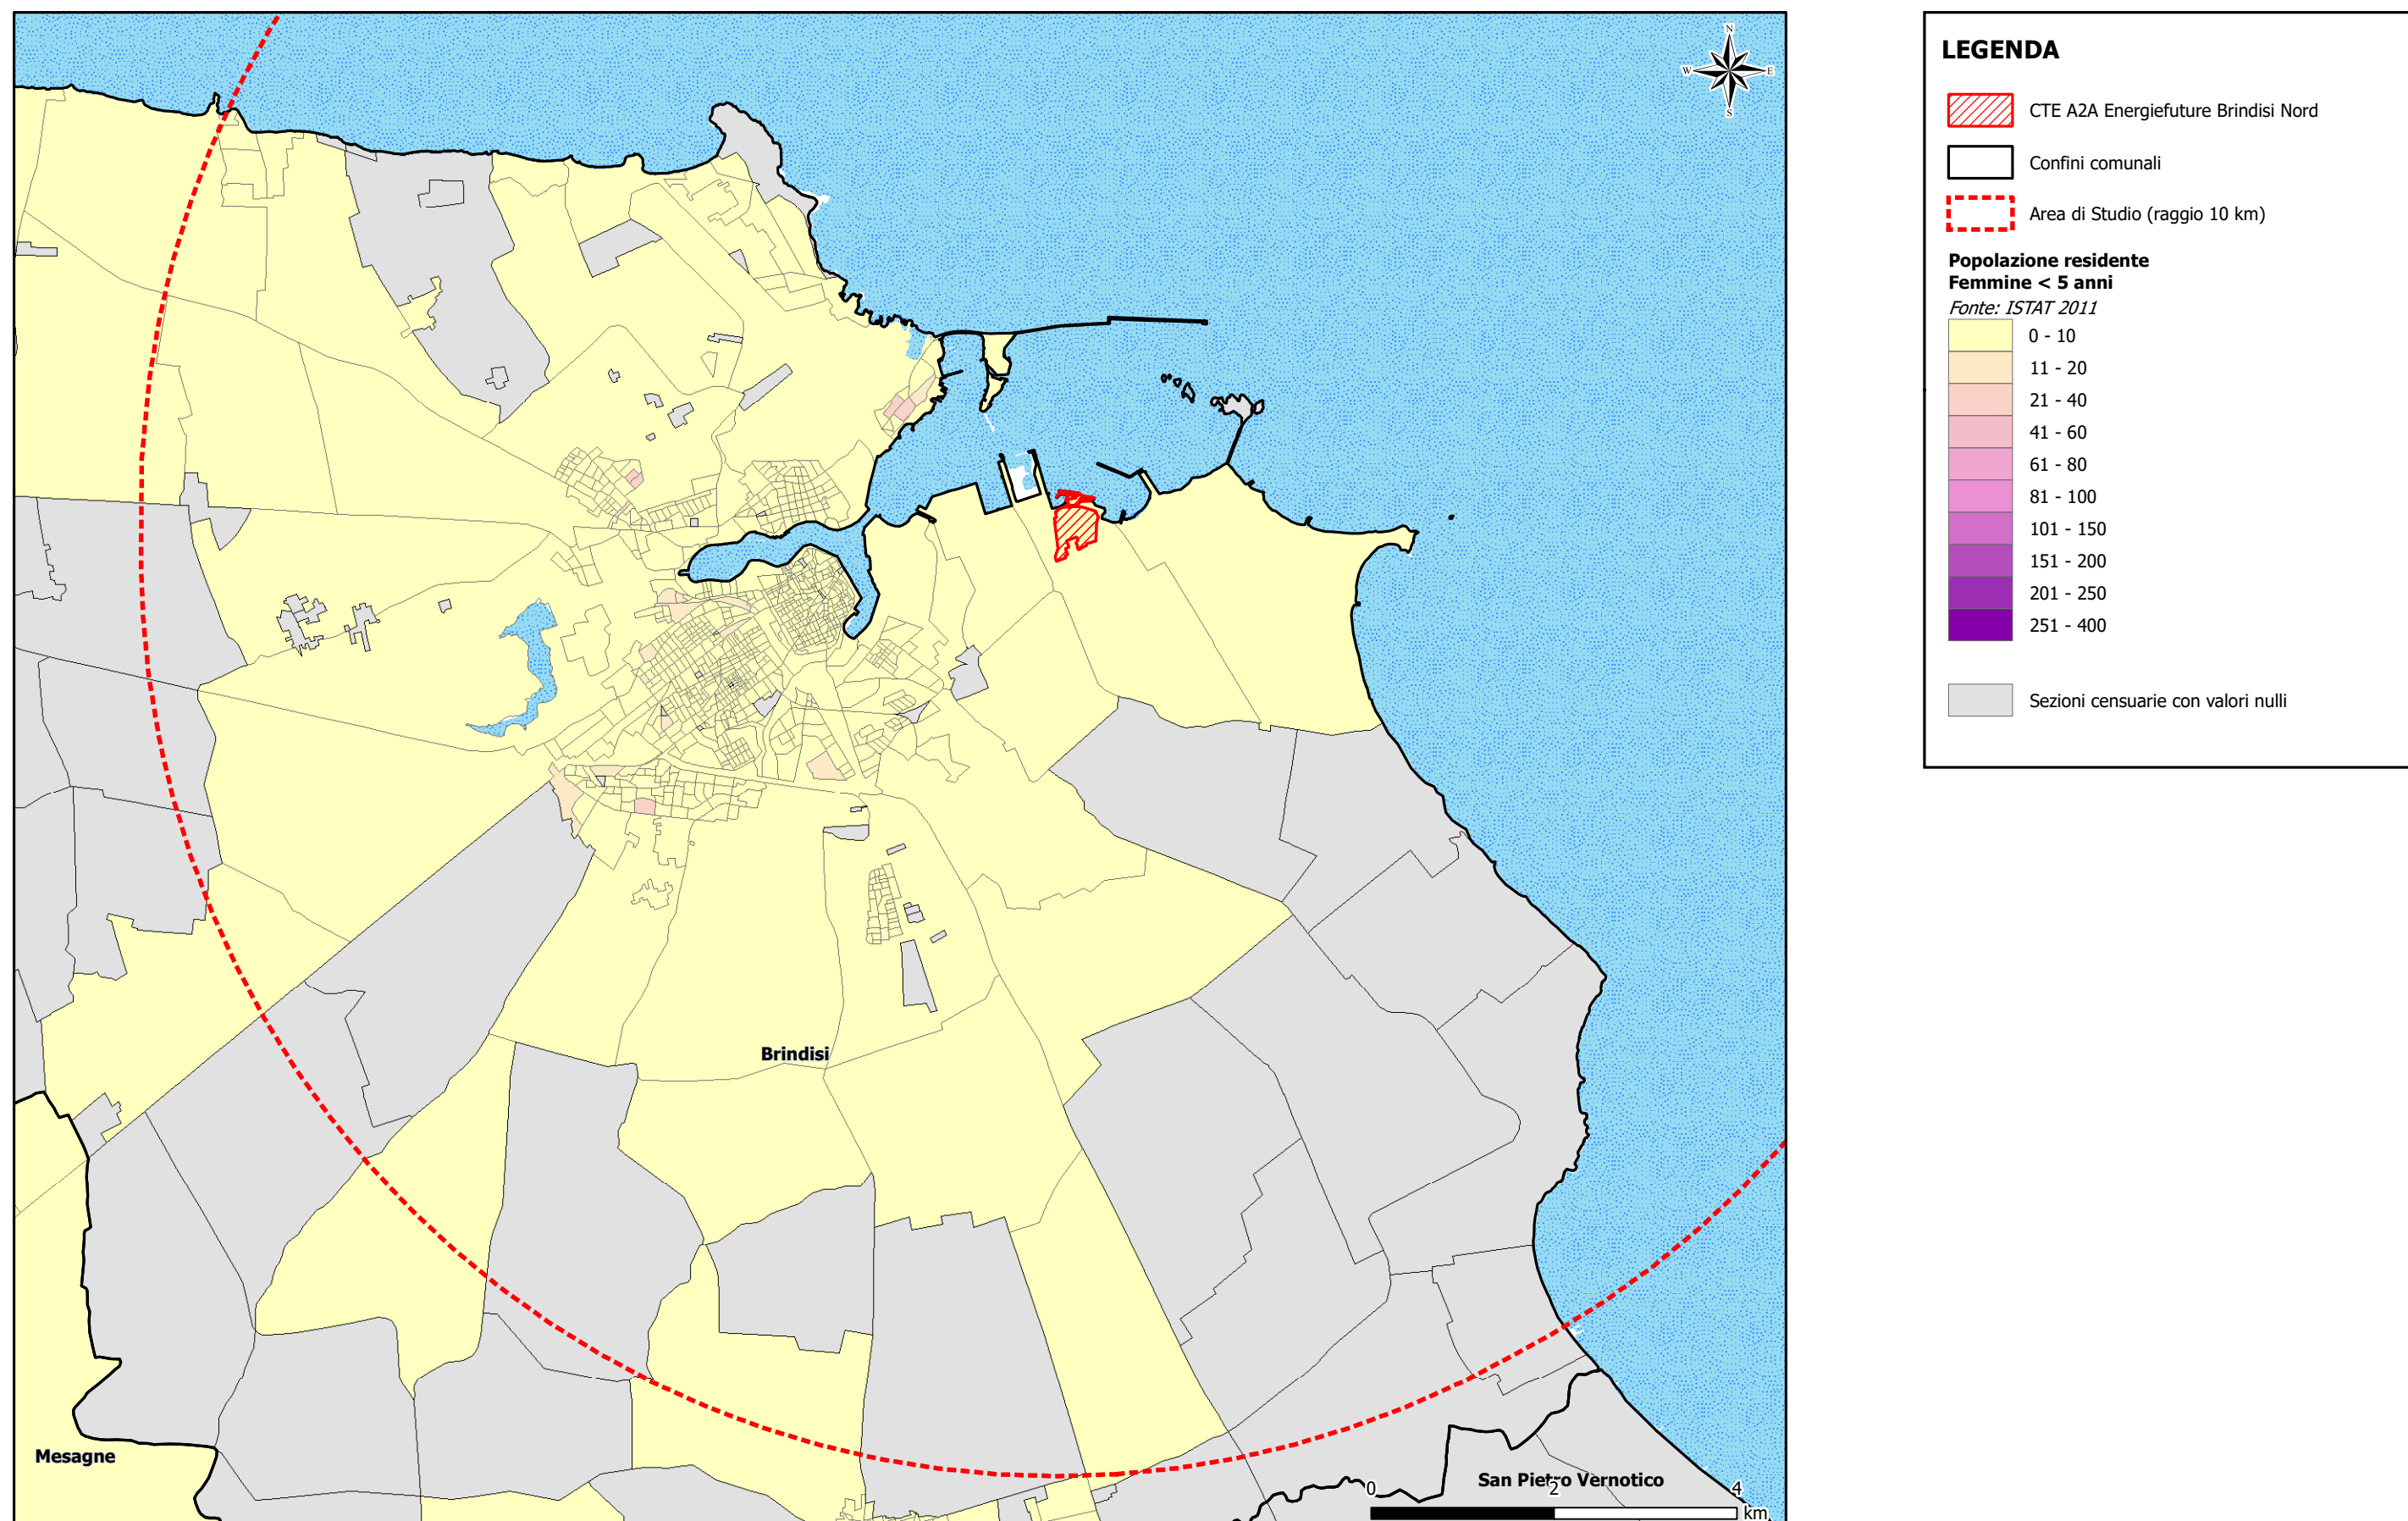 N
W
E
S
Brindisi
Mesagne
San Pietro Vernotico
0
2
4
km
LEGENDA
CTE A2A Energiefuture Brindisi Nord
Confini comunali
Area di Studio (raggio 10 km)
Popolazione residente
Femmine < 5 anni
Fonte: ISTAT 2011
0 - 10
11 - 20
21 - 40
41 - 60
61 - 80
81 - 100
101 - 150
151 - 200
201 - 250
251 - 400
Sezioni censuarie con valori nulli